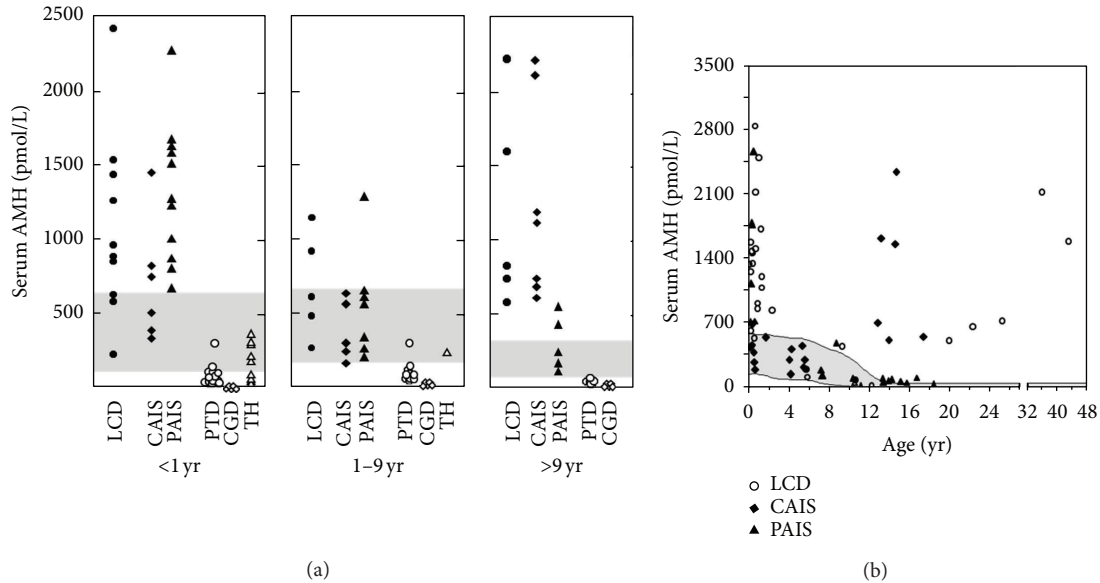 2500
2000
1500
1000
500
Serum AMH (pmol/L)
LCD
CAIS
PAIS
PTD
CGD
TH
<1 yr
LCD
CAIS
PAIS
PTD
CGD
TH
1–9 yr
LCD
CAIS
PAIS
PTD
CGD
>9 yr
(a)
3500
2800
2100
1400
700
0
Serum AMH (pmol/L)
0 4 8 12 16 20 24 28 32 40 48
Age (yr)
LCD
CAIS
PAIS
(b)